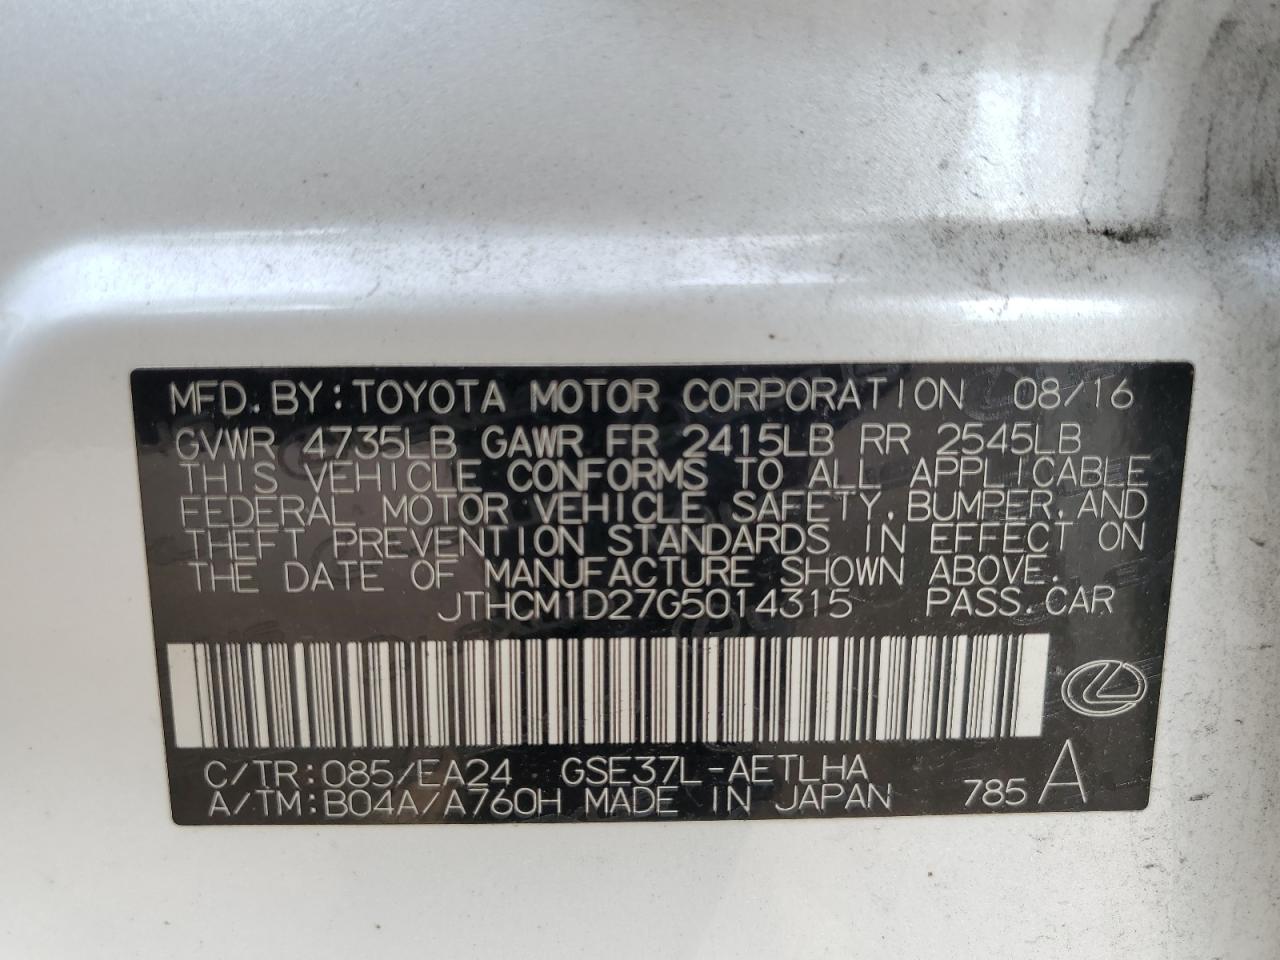 MFD. BY: TOYOTA MOTOR CORPORATION 08/16
GVWR 4735LB GAWR FR 2415LB RR 2545LB
THIS VEHICLE CONFORMS TO ALL APPLICABLE
FEDERAL MOTOR VEHICLE SAFETY, BUMPER, AND
THEFT PREVENTION STANDARDS IN EFFECT ON
THE DATE OF MANUFACTURE SHOWN ABOVE.
JTHCM1D27G5014315 PASS. CAR
C/TR: 085/EA24 GSE37L-AETLHA
A/TM: B04A/A760H MADE IN JAPAN 785 A